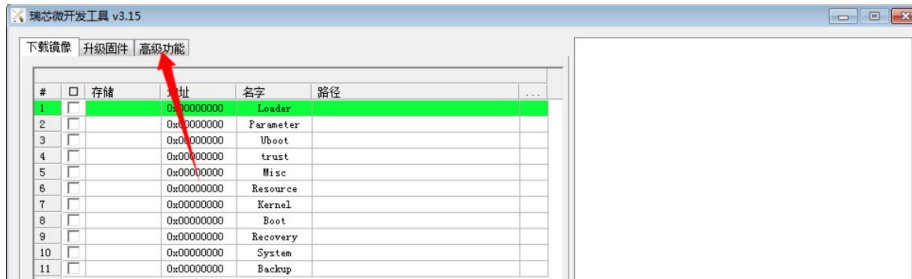 瑞芯微开发工具 v3.15
下载镜像 升级固件 高级功能
# 存储 地址 名字 路径 ...
1 0x00000000 Loader
2 0x00000000 Parameter
3 0x00000000 Uboot
4 0x00000000 trust
5 0x00000000 Misc
6 0x00000000 Resource
7 0x00000000 Kernel
8 0x00000000 Boot
9 0x00000000 Recovery
10 0x00000000 System
11 0x00000000 Backup